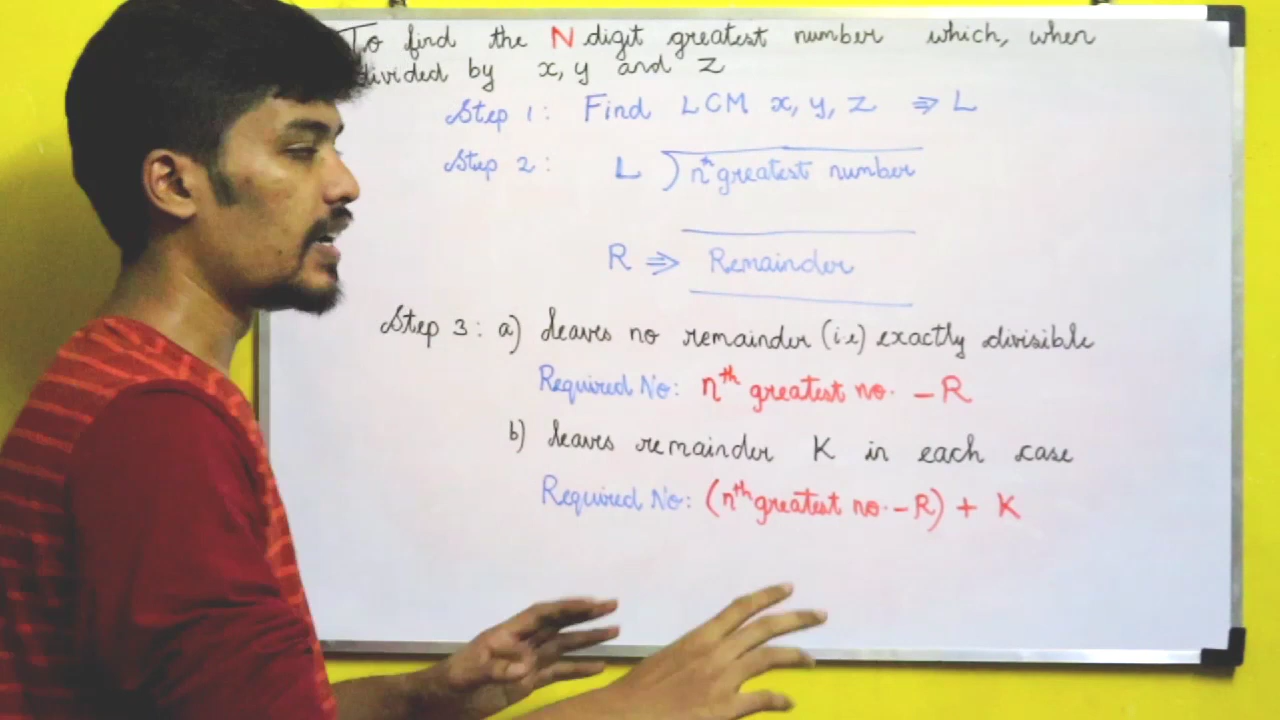 To find the N digit greatest number which, when
divided by x, y and z
Step 1: Find LCM x, y, z ⇒ L
Step 2: L ) nth greatest number
R ⇒ Remainder
Step 3: a) leaves no remainder (i.e) exactly divisible
Required No: nth greatest no. - R
b) leaves remainder K in each case
Required No: (nth greatest no. - R) + K